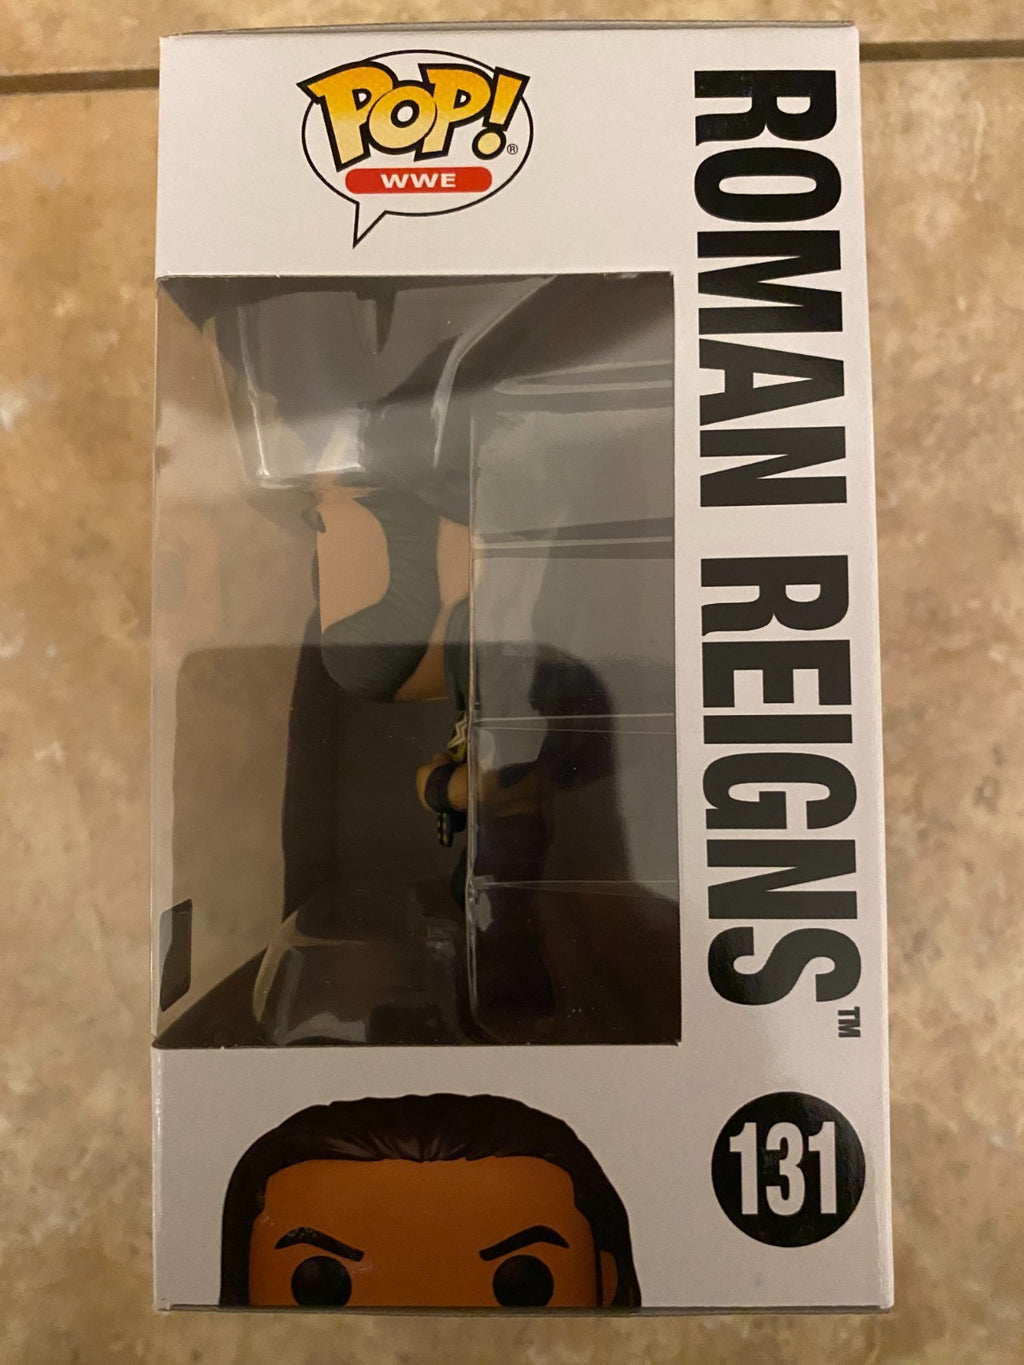 POP!®
WWE
ROMAN REIGNS™
131